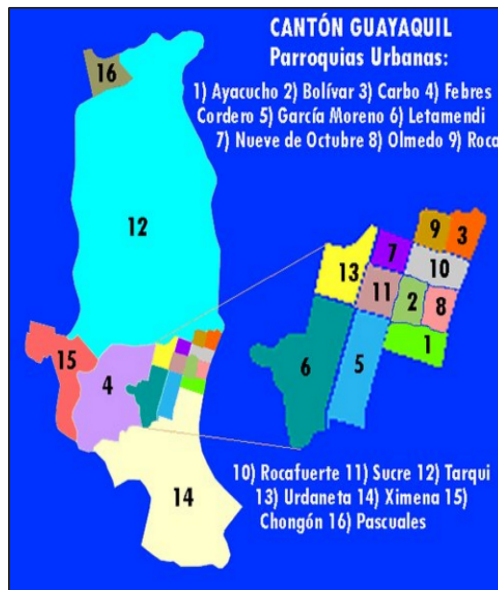 CANTÓN GUAYAQUIL
Parroquias Urbanas:
1) Ayacucho 2) Bolívar 3) Carbo 4) Febres
Cordero 5) García Moreno 6) Letamendi
7) Nueve de Octubre 8) Olmedo 9) Roca
16
12
15
4
14
9
3
7
10
13
11
2
8
1
6
5
10) Rocafuerte 11) Sucre 12) Tarqui
13) Urdaneta 14) Ximena 15)
Chongón 16) Pascuales